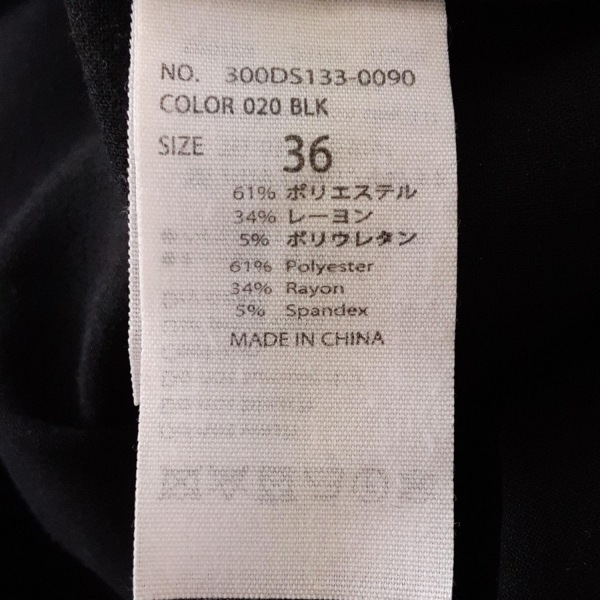 NO. 300DS133-0090
COLOR 020 BLK
SIZE 36
61% ポリエステル
34% レーヨン
5% ポリウレタン
61% Polyester
34% Rayon
5% Spandex
MADE IN CHINA